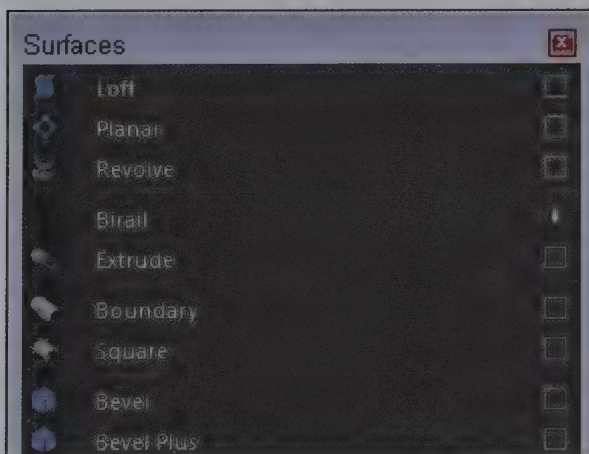 Surfaces
Loft
Planar
Revolve
Birail
Extrude
Boundary
Square
Bevel
Bevel Plus